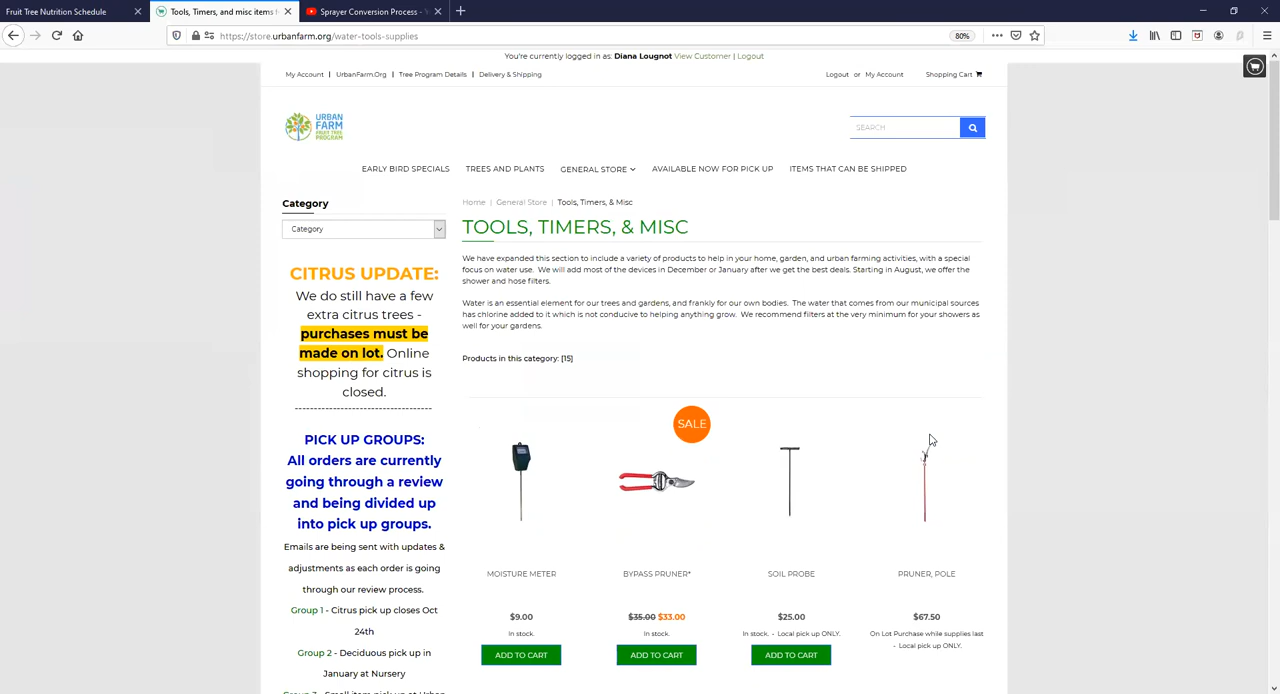 Fruit Tree Nutrition Schedule
Tools, Timers, and misc items f
Sprayer Conversion Process - Y
https://store.urbanfarm.org/water-tools-supplies
80%
You're currently logged in as: Diana Lougnot View Customer | Logout
My Account | UrbanFarm.Org | Tree Program Details | Delivery & Shipping
Logout or My Account Shopping Cart
URBAN
FARM
FRUIT TREE
PROGRAM
SEARCH
EARLY BIRD SPECIALS TREES AND PLANTS GENERAL STORE AVAILABLE NOW FOR PICK UP ITEMS THAT CAN BE SHIPPED
Category
Category
CITRUS UPDATE:
We do still have a few
extra citrus trees -
purchases must be
made on lot. Online
shopping for citrus is
closed.
------------------------------------
PICK UP GROUPS:
All orders are currently
going through a review
and being divided up
into pick up groups.
Emails are being sent with updates &
adjustments as each order is going
through our review process.
Group 1 - Citrus pick up closes Oct
24th
Group 2 - Deciduous pick up in
January at Nursery
Group 3 - Small item pick up at Urban
Home | General Store | Tools, Timers, & Misc
TOOLS, TIMERS, & MISC
We have expanded this section to include a variety of products to help in your home, garden, and urban farming activities, with a special
focus on water use. We will add most of the devices in December or January after we get the best deals. Starting in August, we offer the
shower and hose filters.
Water is an essential element for our trees and gardens, and frankly for our own bodies. The water that comes from our municipal sources
has chlorine added to it which is not conducive to helping anything grow. We recommend filters at the very minimum for your showers as
well for your gardens.
Products in this category: [15]
SALE
MOISTURE METER
$9.00
In stock.
ADD TO CART
BYPASS PRUNER*
$35.00 $33.00
In stock.
ADD TO CART
SOIL PROBE
$25.00
In stock. - Local pick up ONLY.
ADD TO CART
PRUNER, POLE
$67.50
On Lot Purchase while supplies last
- Local pick up ONLY.